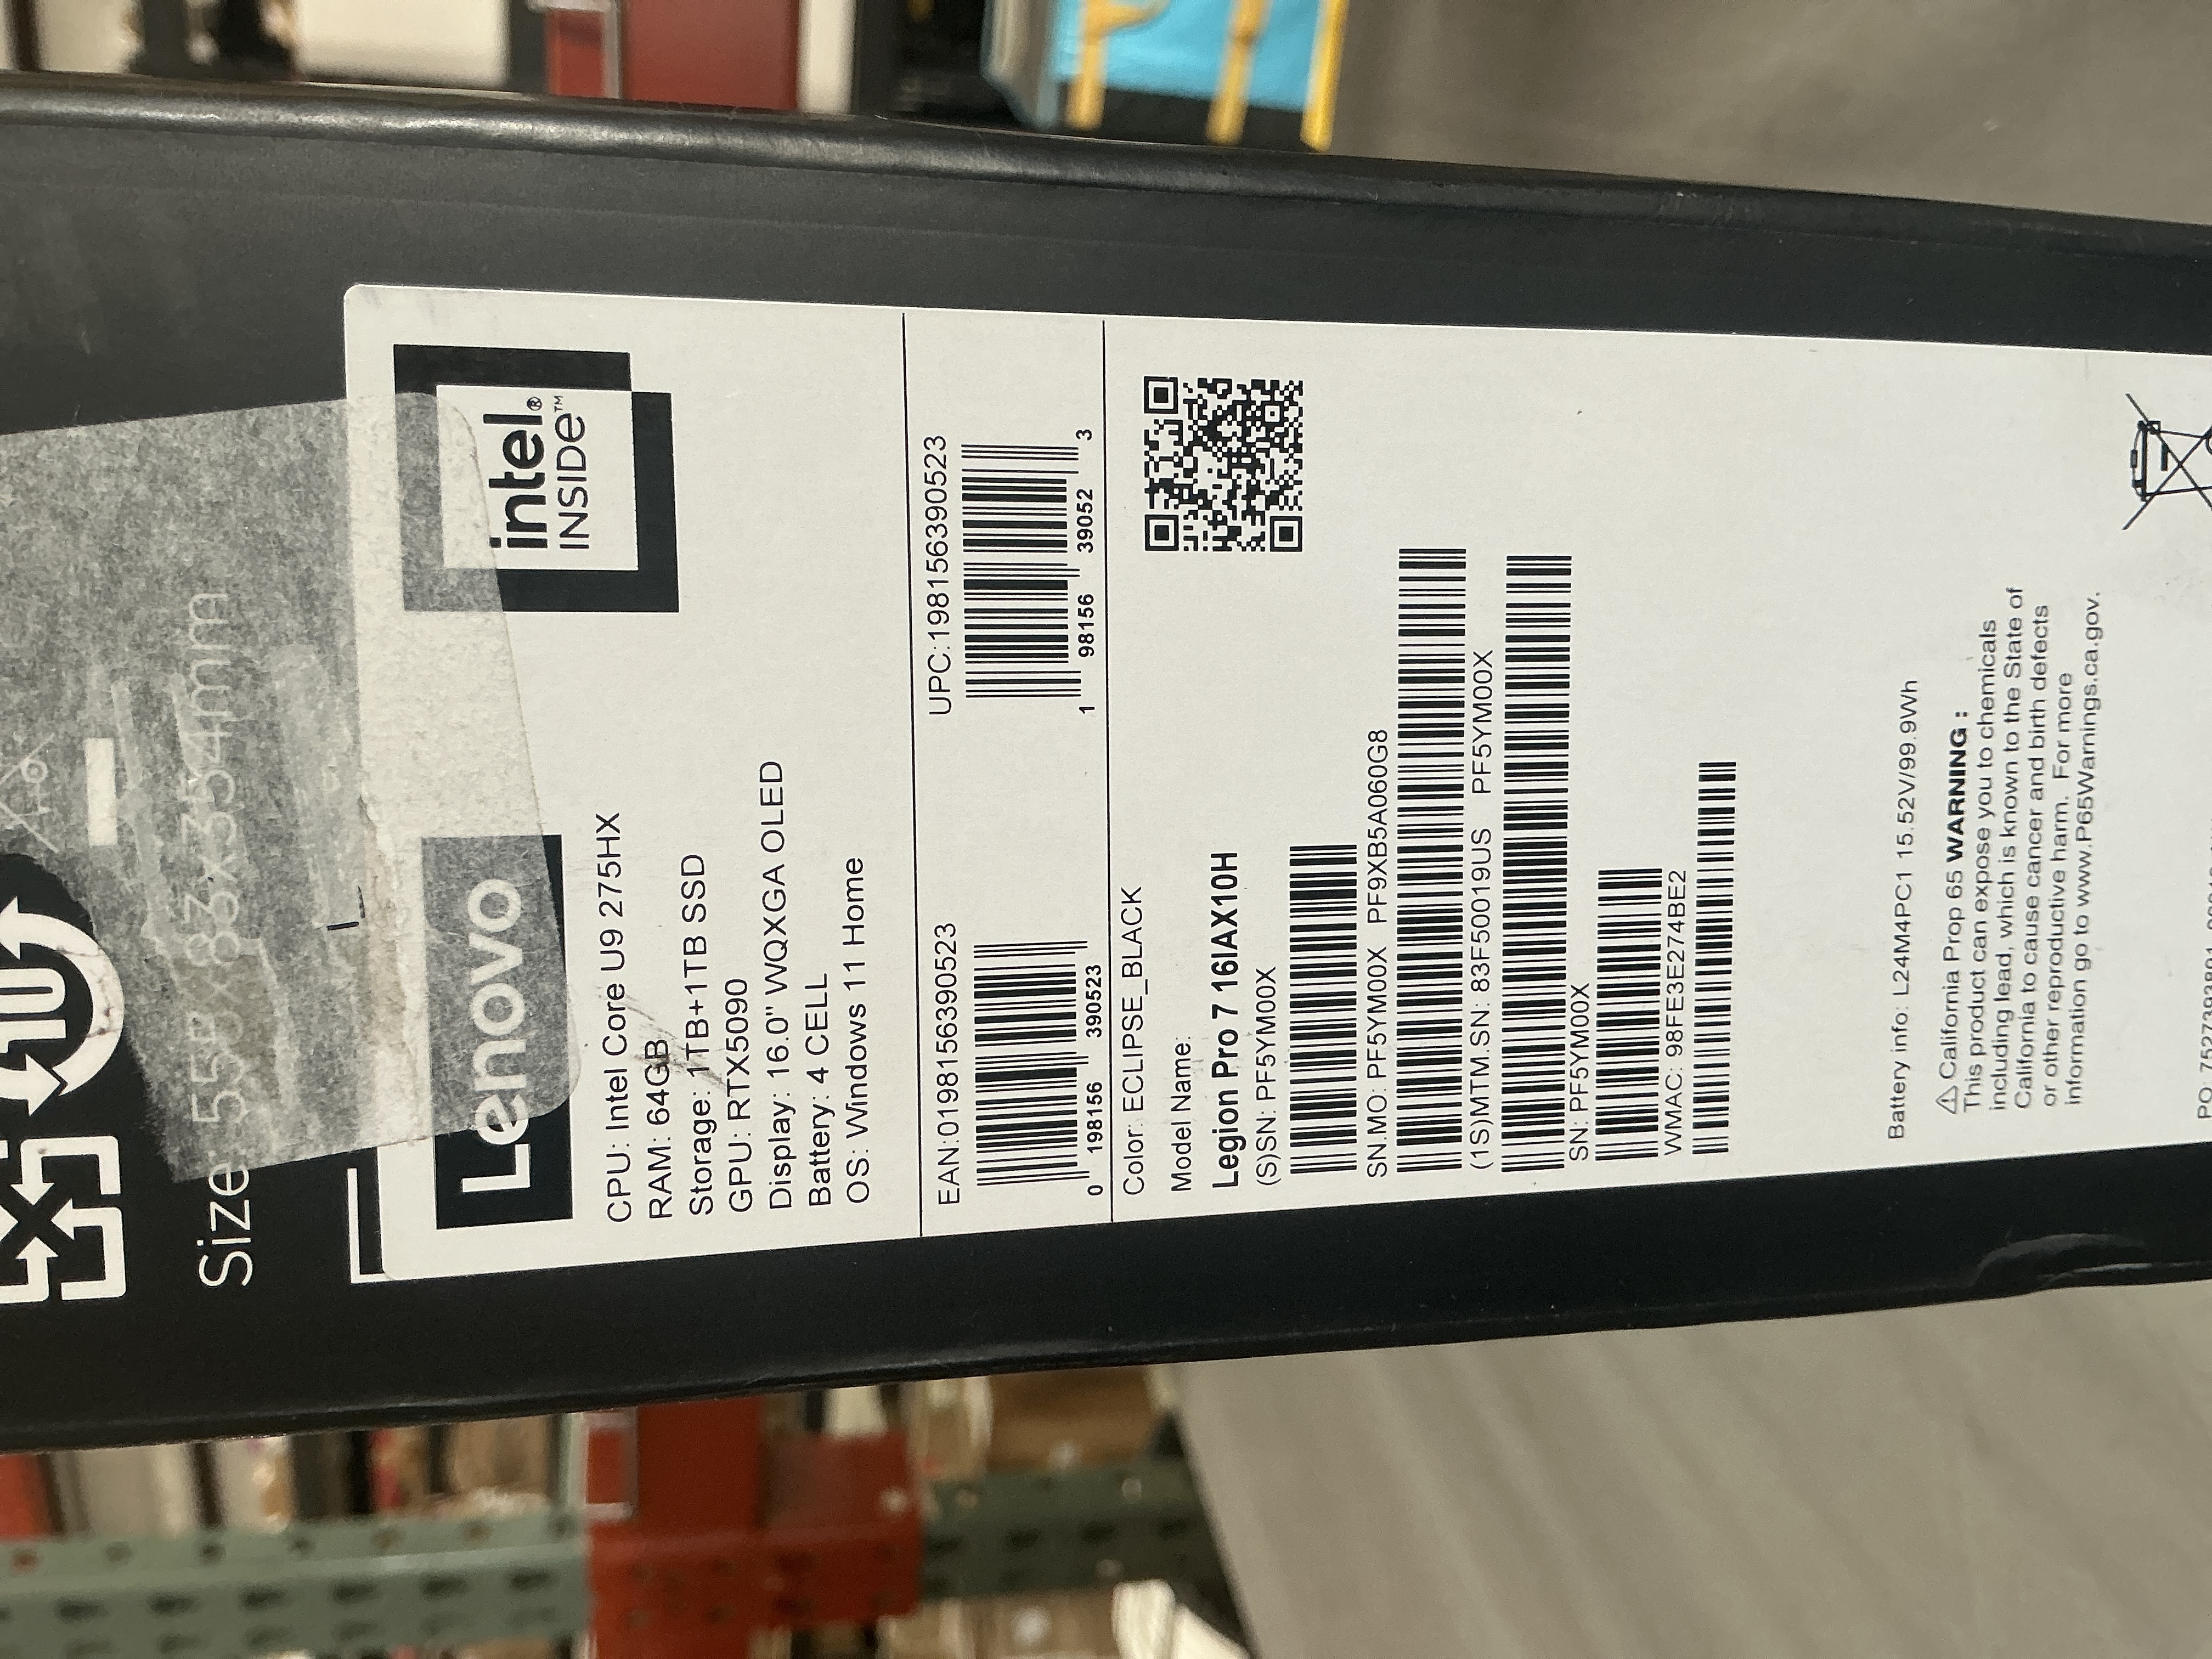 Size: 555x83x354mm
Lenovo
intel®
INSIDE™
CPU: Intel Core U9 275HX
RAM: 64GB
Storage: 1TB+1TB SSD
GPU: RTX5090
Display: 16.0" WQXGA OLED
Battery: 4 CELL
OS: Windows 11 Home
EAN:0198156390523
0 198156 390523
UPC:198156390523
1 98156 39052 3
Color: ECLIPSE_BLACK
Model Name:
Legion Pro 7 16IAX10H
(S)SN: PF5YM00X
SN.MO: PF5YM00X PF9XB5A060G8
(1S)MTM.SN: 83F50019US PF5YM00X
SN: PF5YM00X
WMAC: 98FE3E274BE2
Battery info: L24M4PC1 15.52V/99.9Wh
⚠California Prop 65 WARNING :
This product can expose you to chemicals
including lead, which is known to the State of
California to cause cancer and birth defects
or other reproductive harm. For more
information go to www.P65Warnings.ca.gov.